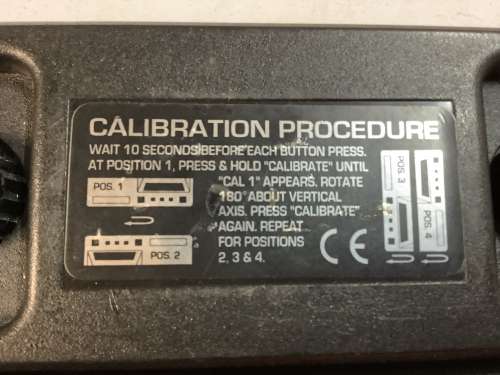 CALIBRATION PROCEDURE
WAIT 10 SECONDS BEFORE EACH BUTTON PRESS.
AT POSITION 1, PRESS & HOLD "CALIBRATE" UNTIL
"CAL 1" APPEARS. ROTATE
180° ABOUT VERTICAL
AXIS. PRESS "CALIBRATE"
AGAIN. REPEAT
FOR POSITIONS
2, 3 & 4.
POS. 1
POS. 2
POS. 3
POS. 4
CE